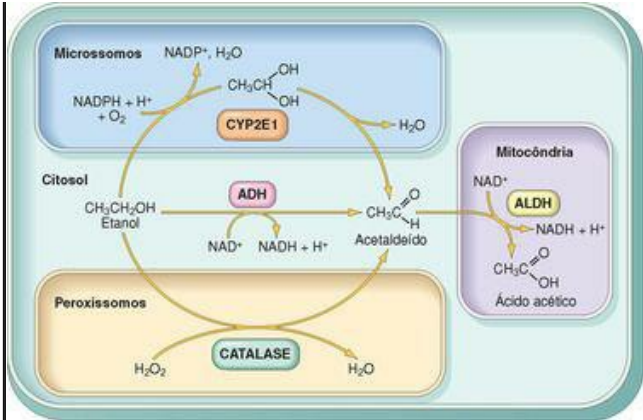 Microssomos
NADP⁺, H₂O
OH
CH₃CH
OH
NADPH + H⁺
+ O₂
CYP2E1
H₂O
Mitocôndria
Citosol
NAD⁺
ADH
ALDH
CH₃CH₂OH
Etanol
O
CH₃C
H
Acetaldeído
NADH + H⁺
NAD⁺
NADH + H⁺
O
CH₃C
OH
Ácido acético
Peroxissomos
H₂O₂
CATALASE
H₂O